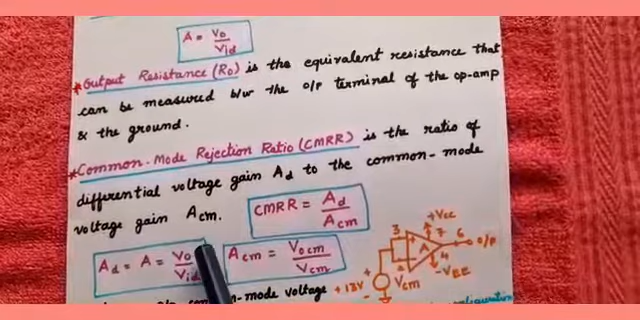 A = Vo/Vid
*Output Resistance (Ro) is the equivalent resistance that
can be measured b/w the o/p terminal of the op-amp
& the ground.
*Common-Mode Rejection Ratio (CMRR) is the ratio of
differential voltage gain Ad to the common-mode
voltage gain Acm.
CMRR = Ad/Acm
Ad = A = Vo/Vid
Acm = Vocm/Vcm
+Vcc
3
7
6
A
o/p
2
4
-VEE
+
Vcm
-
-mode voltage
+13V